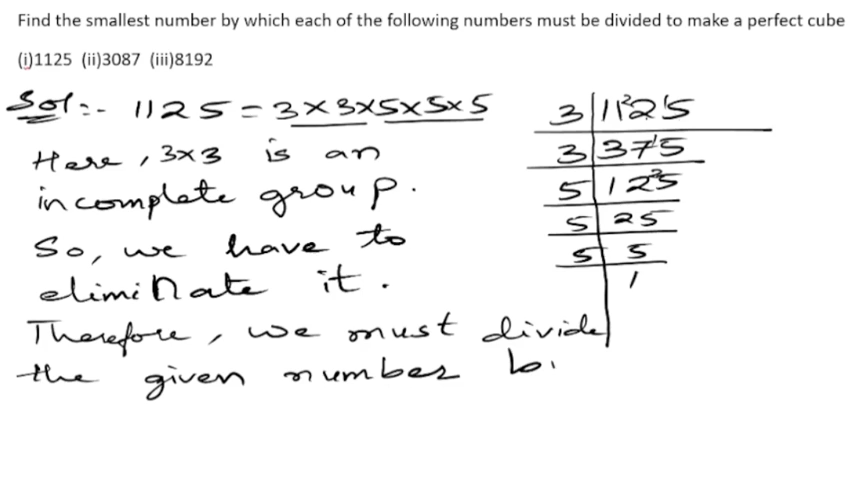 Find the smallest number by which each of the following numbers must be divided to make a perfect cube
(i)1125 (ii)3087 (iii)8192
Sol:- 1125 = 3×3×5×5×5
Here, 3×3 is an
incomplete group.
So, we have to
eliminate it.
Therefore, we must divide
the given number b
3 | 1125
3 | 375
5 | 125
5 | 25
5 | 5
1